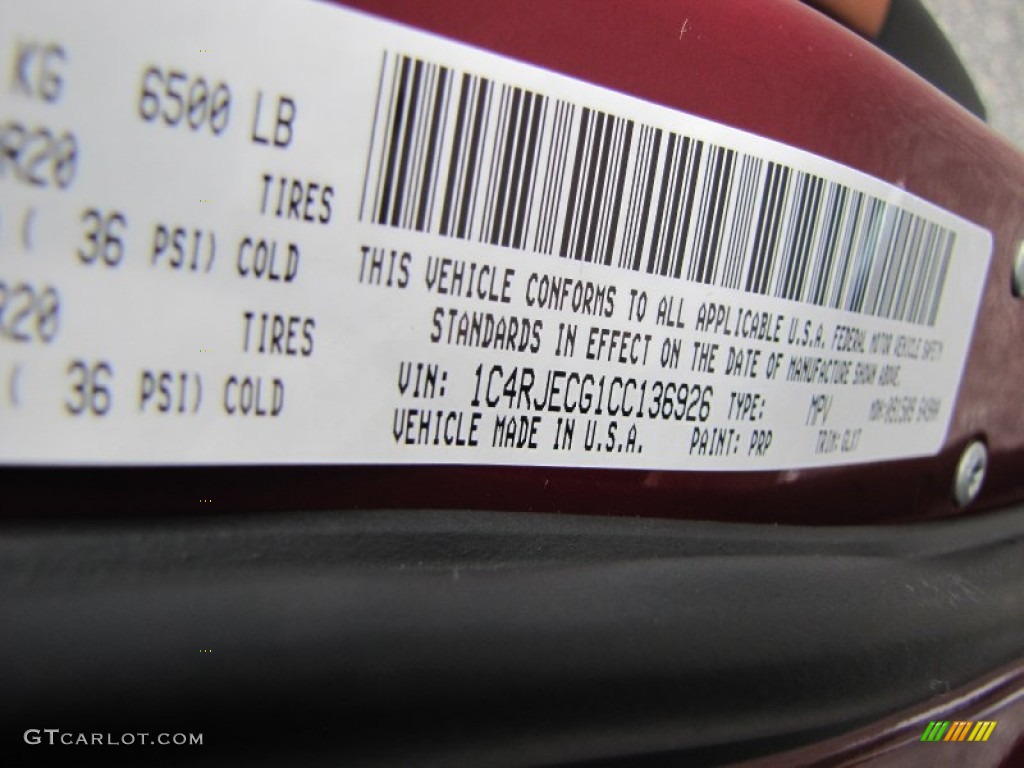 KG 6500 LB
R20 TIRES
( 36 PSI) COLD
R20 TIRES
( 36 PSI) COLD
THIS VEHICLE CONFORMS TO ALL APPLICABLE U.S.A. FEDERAL MOTOR VEHICLE SAFETY
STANDARDS IN EFFECT ON THE DATE OF MANUFACTURE SHOWN ABOVE.
VIN: 1C4RJECG1CC136926 TYPE: MPV
VEHICLE MADE IN U.S.A. PAINT: PRP TRIM:
GTCARLOT.COM